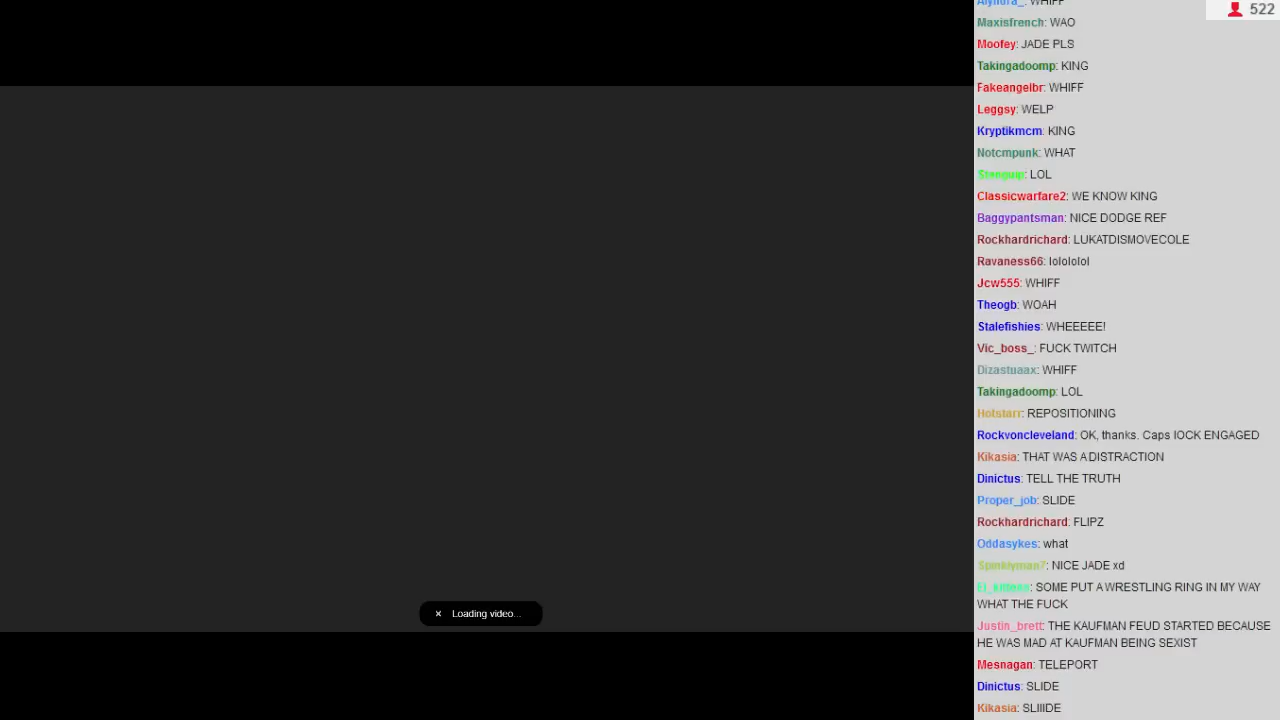 522
WHIFF
Maxisfrench: WAO
Moofey: JADE PLS
Takingadoomp: KING
Fakeangelbr: WHIFF
Leggsy: WELP
Kryptikmcm: KING
Notcmpunk: WHAT
LOL
Classicwarfare2: WE KNOW KING
Baggypantsman: NICE DODGE REF
Rockhardrichard: LUKATDISMOVECOLE
Ravaness66: lolololol
Jcw555: WHIFF
Theogb: WOAH
Stalefishies: WHEEEEE!
Vic_boss_: FUCK TWITCH
Dizastuaax: WHIFF
Takingadoomp: LOL
Hotstarr: REPOSITIONING
Rockvoncleveland: OK, thanks. Caps lOCK ENGAGED
Kikasia: THAT WAS A DISTRACTION
Dinictus: TELL THE TRUTH
Proper_job: SLIDE
Rockhardrichard: FLIPZ
Oddasykes: what
NICE JADE xd
SOME PUT A WRESTLING RING IN MY WAY
WHAT THE FUCK
Justin_brett: THE KAUFMAN FEUD STARTED BECAUSE
HE WAS MAD AT KAUFMAN BEING SEXIST
Mesnagan: TELEPORT
Dinictus: SLIDE
Kikasia: SLIIIDE
× Loading video...